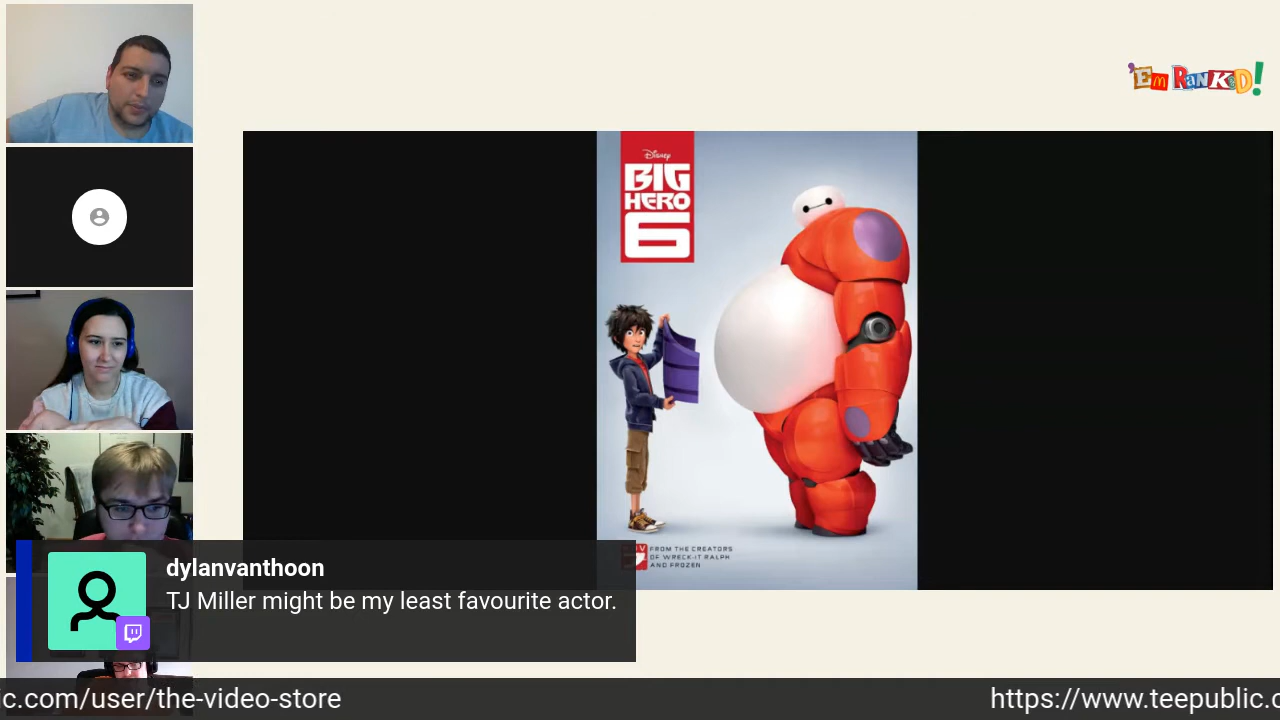 'Em Ranked!
Disney
BIG
HERO
6
FROM THE CREATORS
OF WRECK-IT RALPH
AND FROZEN
dylanvanthoon
TJ Miller might be my least favourite actor.
ic.com/user/the-video-store
https://www.teepublic.c